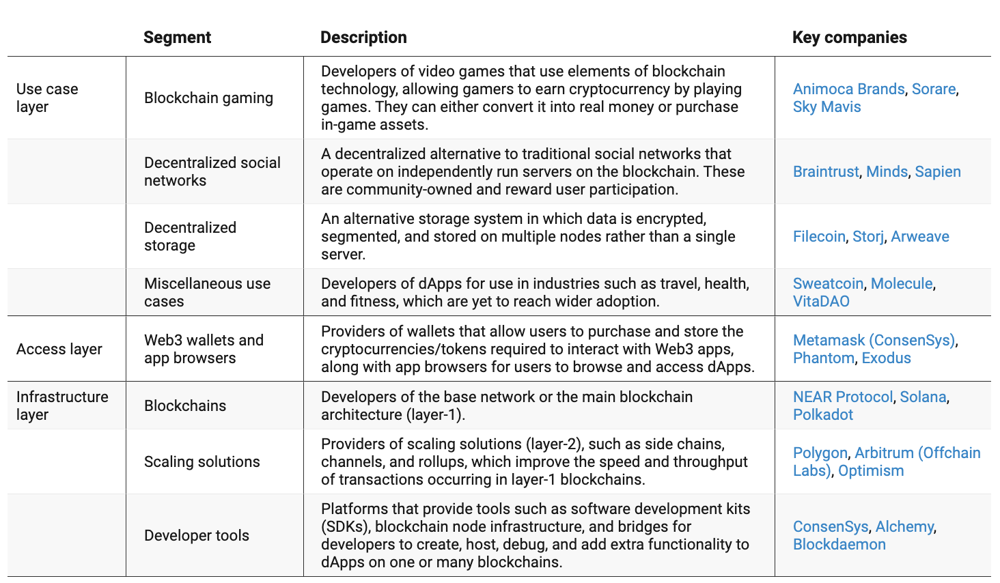 Segment Description Key companies
Use case
layer
Blockchain gaming
Developers of video games that use elements of blockchain
technology, allowing gamers to earn cryptocurrency by playing
games. They can either convert it into real money or purchase
in-game assets.
Animoca Brands, Sorare,
Sky Mavis
Decentralized social
networks
A decentralized alternative to traditional social networks that
operate on independently run servers on the blockchain. These
are community-owned and reward user participation.
Braintrust, Minds, Sapien
Decentralized
storage
An alternative storage system in which data is encrypted,
segmented, and stored on multiple nodes rather than a single
server.
Filecoin, Storj, Arweave
Miscellaneous use
cases
Developers of dApps for use in industries such as travel, health,
and fitness, which are yet to reach wider adoption.
Sweatcoin, Molecule,
VitaDAO
Access layer
Web3 wallets and
app browsers
Providers of wallets that allow users to purchase and store the
cryptocurrencies/tokens required to interact with Web3 apps,
along with app browsers for users to browse and access dApps.
Metamask (ConsenSys),
Phantom, Exodus
Infrastructure
layer
Blockchains
Developers of the base network or the main blockchain
architecture (layer-1).
NEAR Protocol, Solana,
Polkadot
Scaling solutions
Providers of scaling solutions (layer-2), such as side chains,
channels, and rollups, which improve the speed and throughput
of transactions occurring in layer-1 blockchains.
Polygon, Arbitrum (Offchain
Labs), Optimism
Developer tools
Platforms that provide tools such as software development kits
(SDKs), blockchain node infrastructure, and bridges for
developers to create, host, debug, and add extra functionality to
dApps on one or many blockchains.
ConsenSys, Alchemy,
Blockdaemon